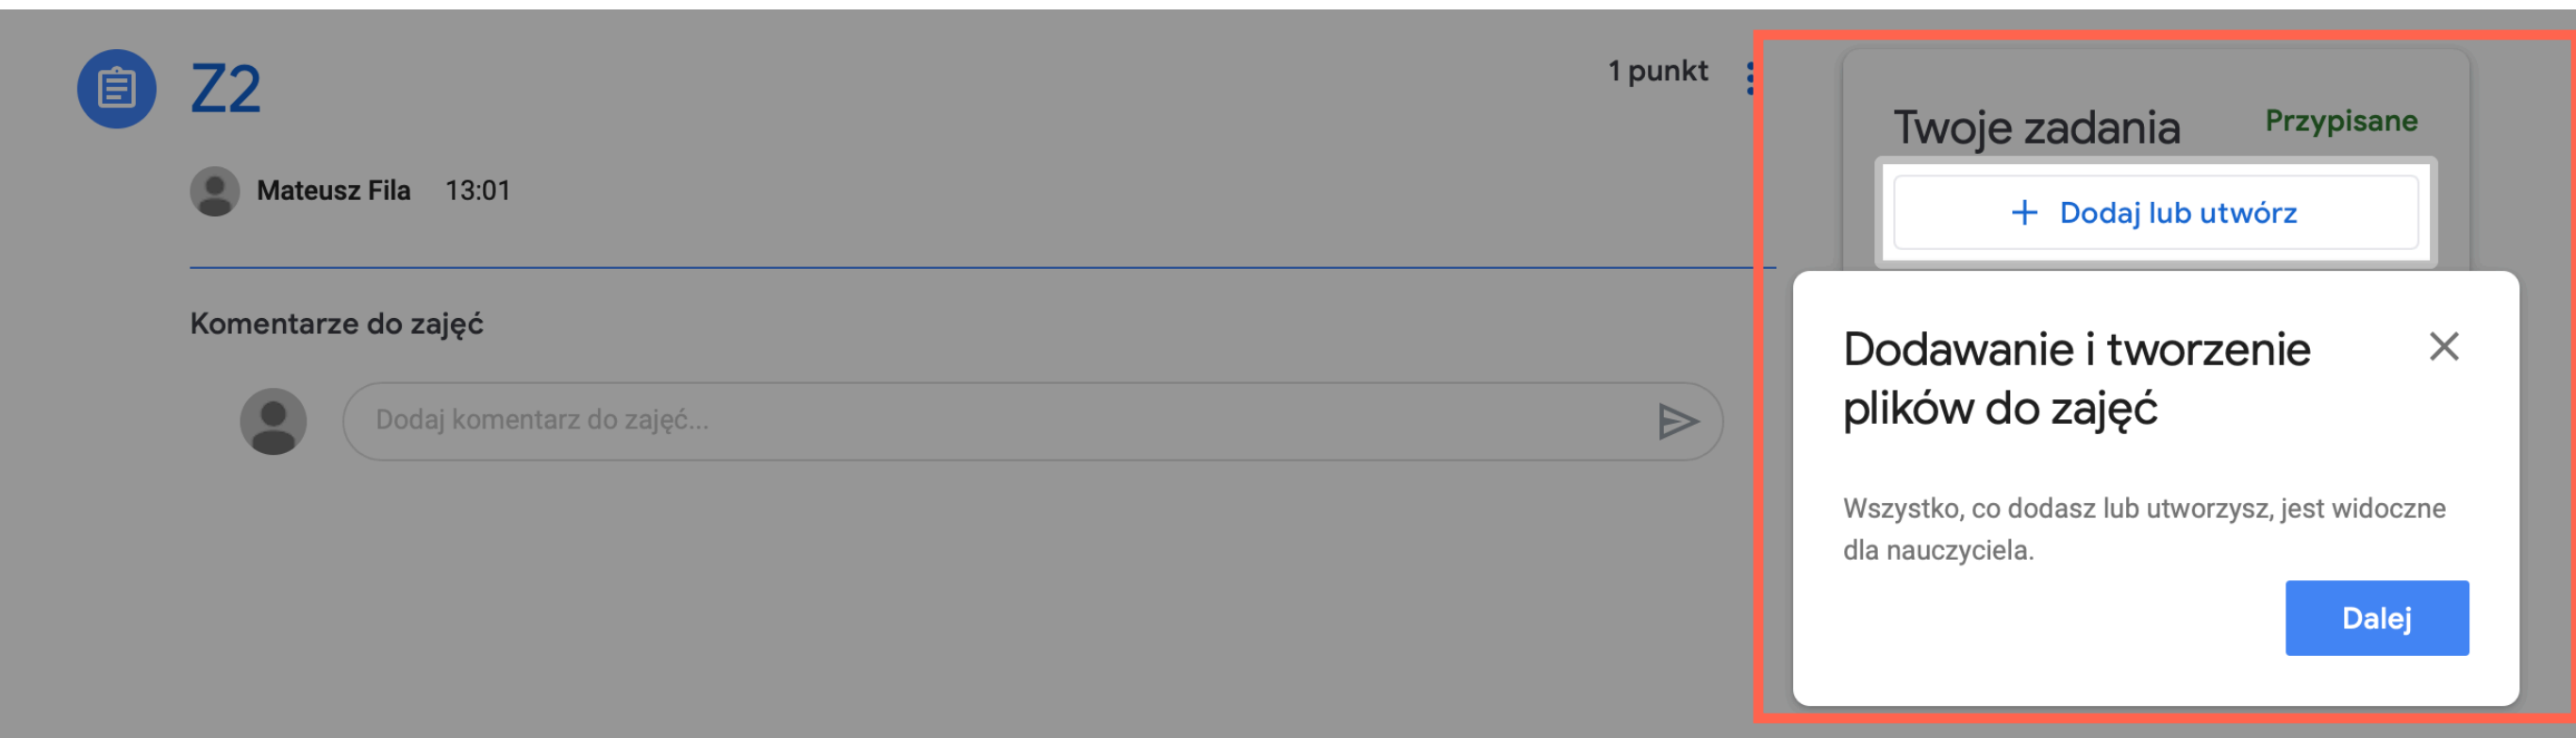 Z2
1 punkt
Mateusz Fila 13:01
Komentarze do zajęć
Dodaj komentarz do zajęć...
Twoje zadania Przypisane
+ Dodaj lub utwórz
Dodawanie i tworzenie
plików do zajęć
Wszystko, co dodasz lub utworzysz, jest widoczne
dla nauczyciela.
Dalej